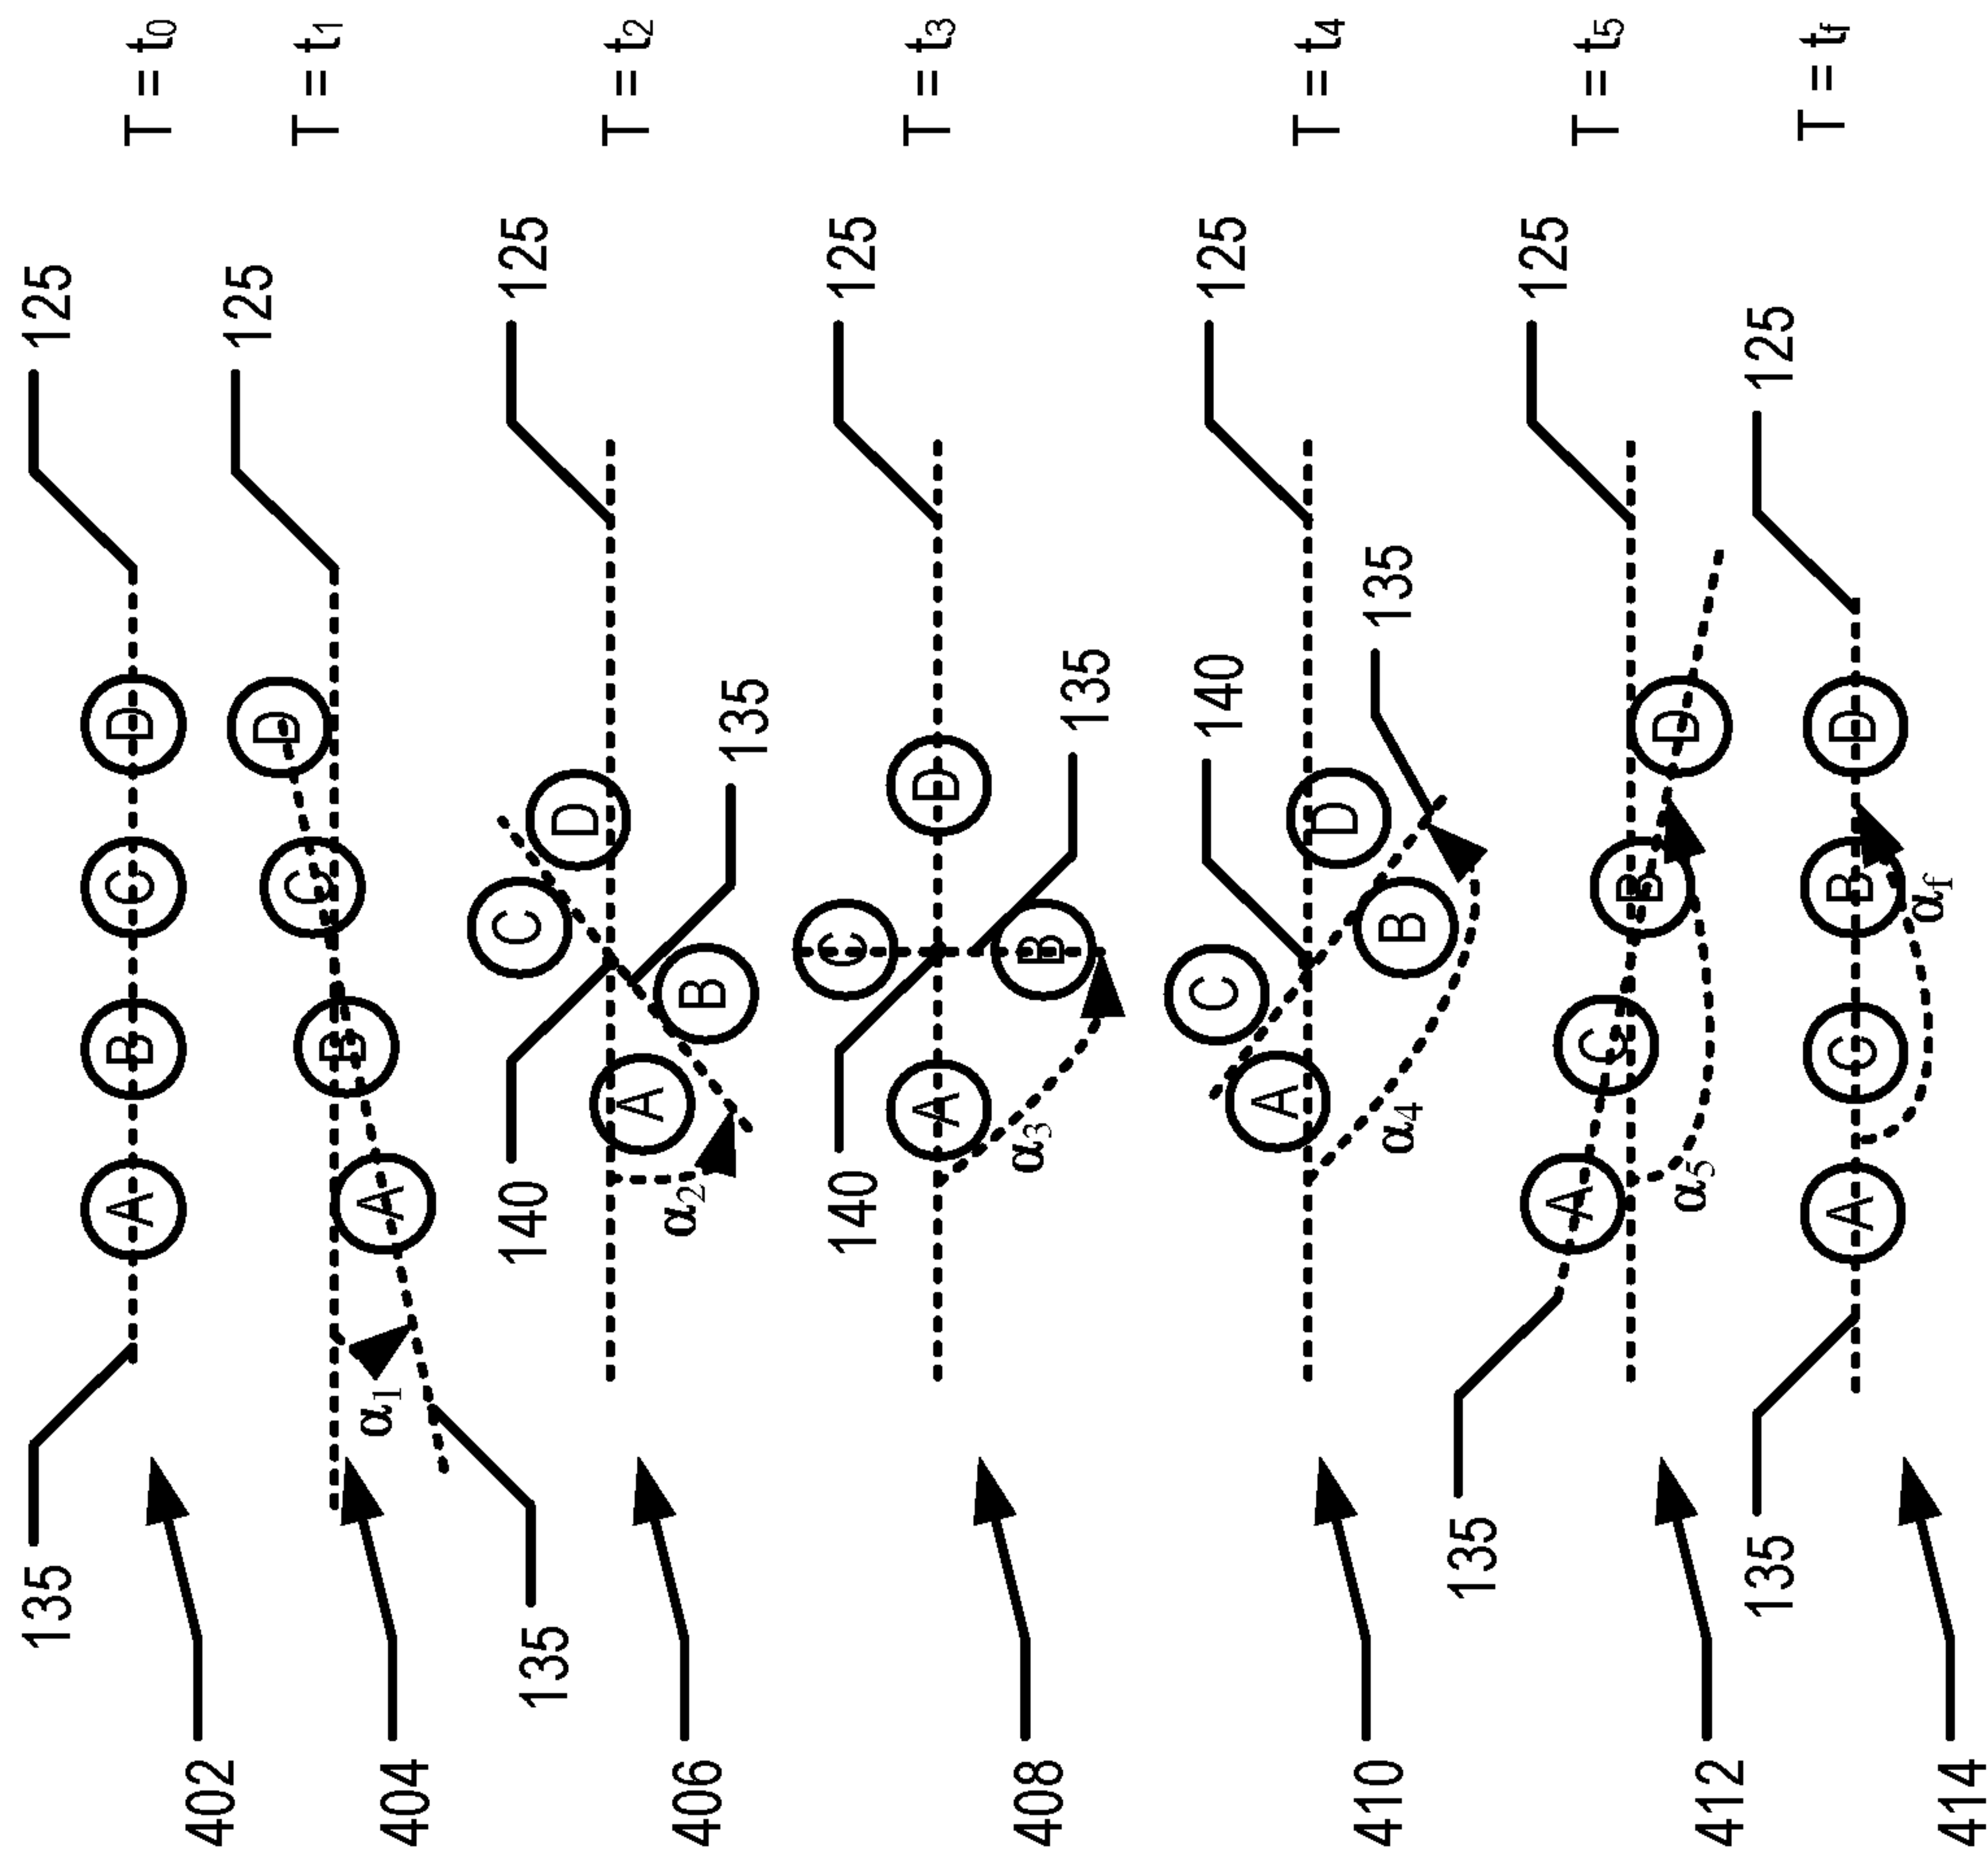 135 125
A B C D
T = t0
402
125
A B C D
T = t1
α1
404
135
140 125
A B C D
T = t2
α2
135
406
140 125
A C B D
T = t3
α3
135
408
140 125
A C B D
T = t4
α4
135
410
135 125
A C B D
T = t5
α5
412
135 125
A C B D
T = tf
αf
414